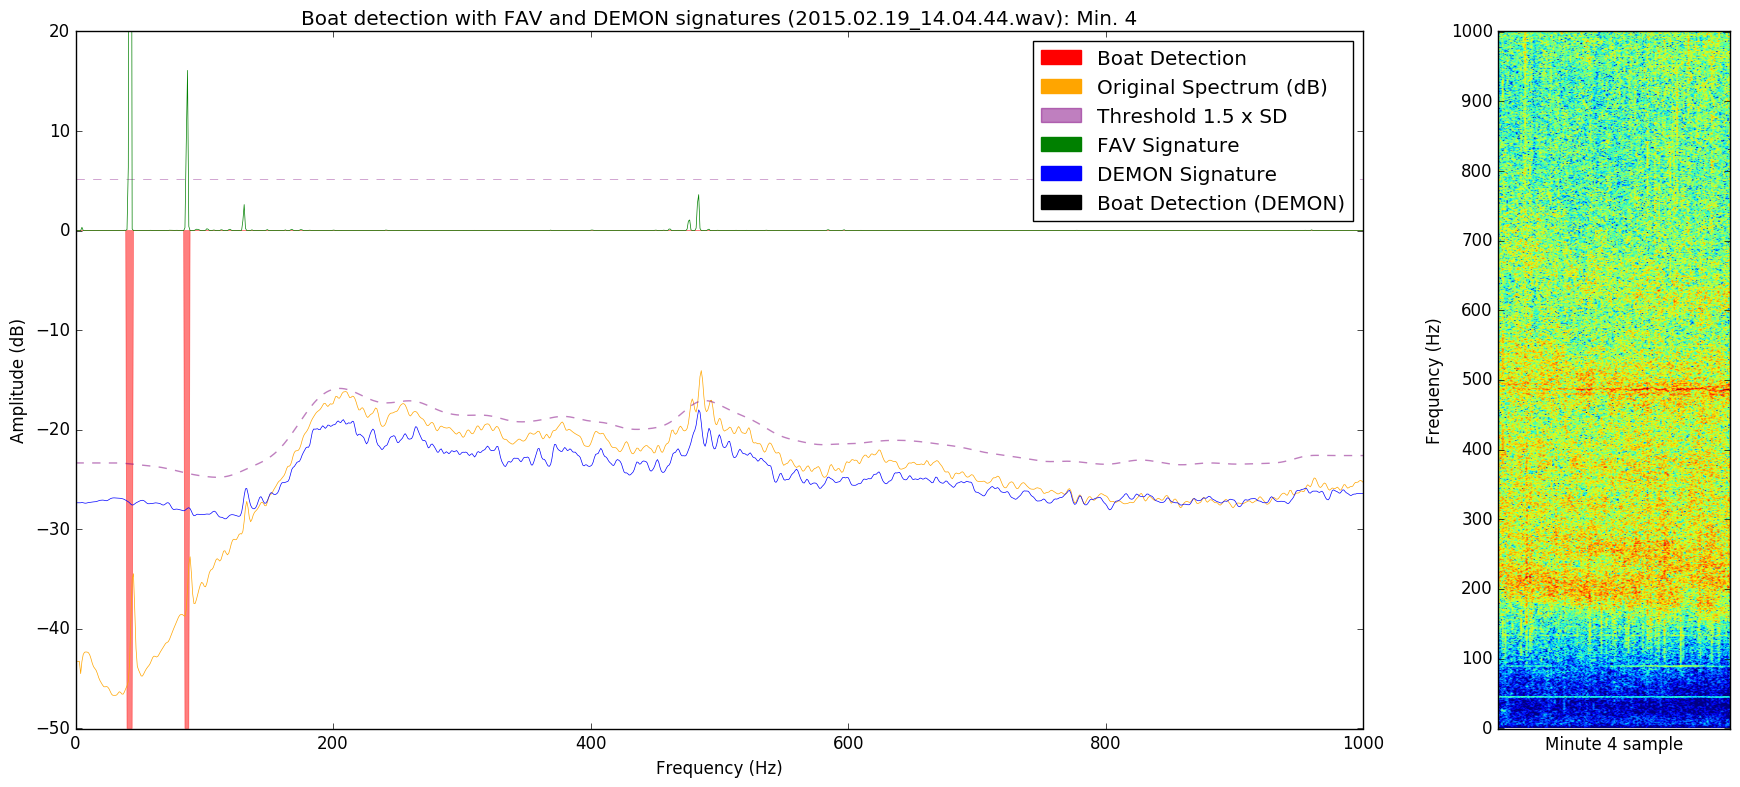 Boat detection with FAV and DEMON signatures (2015.02.19_14.04.44.wav): Min. 4
20
10
0
−10
−20
−30
−40
−50
Amplitude (dB)
0 200 400 600 800 1000
Frequency (Hz)
Boat Detection
Original Spectrum (dB)
Threshold 1.5 x SD
FAV Signature
DEMON Signature
Boat Detection (DEMON)
1000
900
800
700
600
500
400
300
200
100
0
Frequency (Hz)
Minute 4 sample